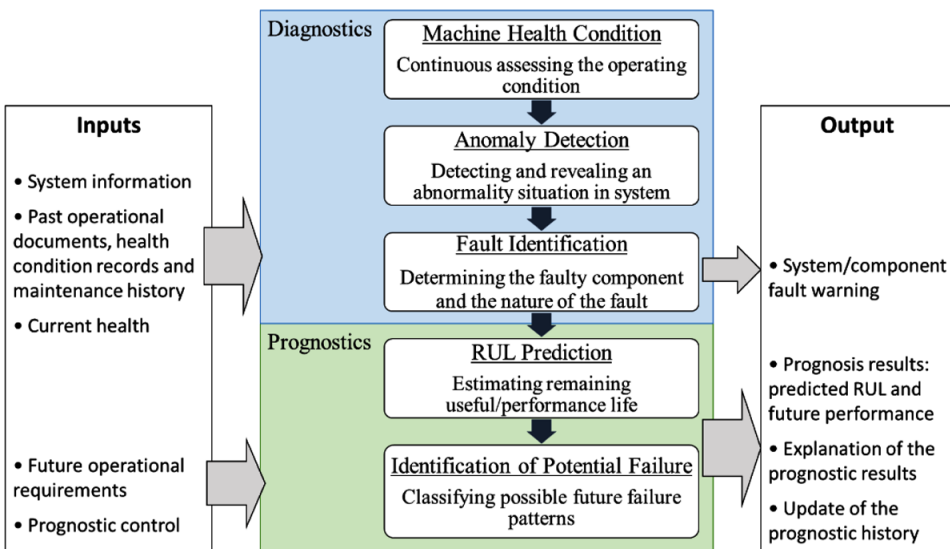 Inputs
• System information
• Past operational
documents, health
condition records and
maintenance history
• Current health
• Future operational
requirements
• Prognostic control
Diagnostics
Machine Health Condition
Continuous assessing the operating
condition
Anomaly Detection
Detecting and revealing an
abnormality situation in system
Fault Identification
Determining the faulty component
and the nature of the fault
Prognostics
RUL Prediction
Estimating remaining
useful/performance life
Identification of Potential Failure
Classifying possible future failure
patterns
Output
• System/component
fault warning
• Prognosis results:
predicted RUL and
future performance
• Explanation of the
prognostic results
• Update of the
prognostic history